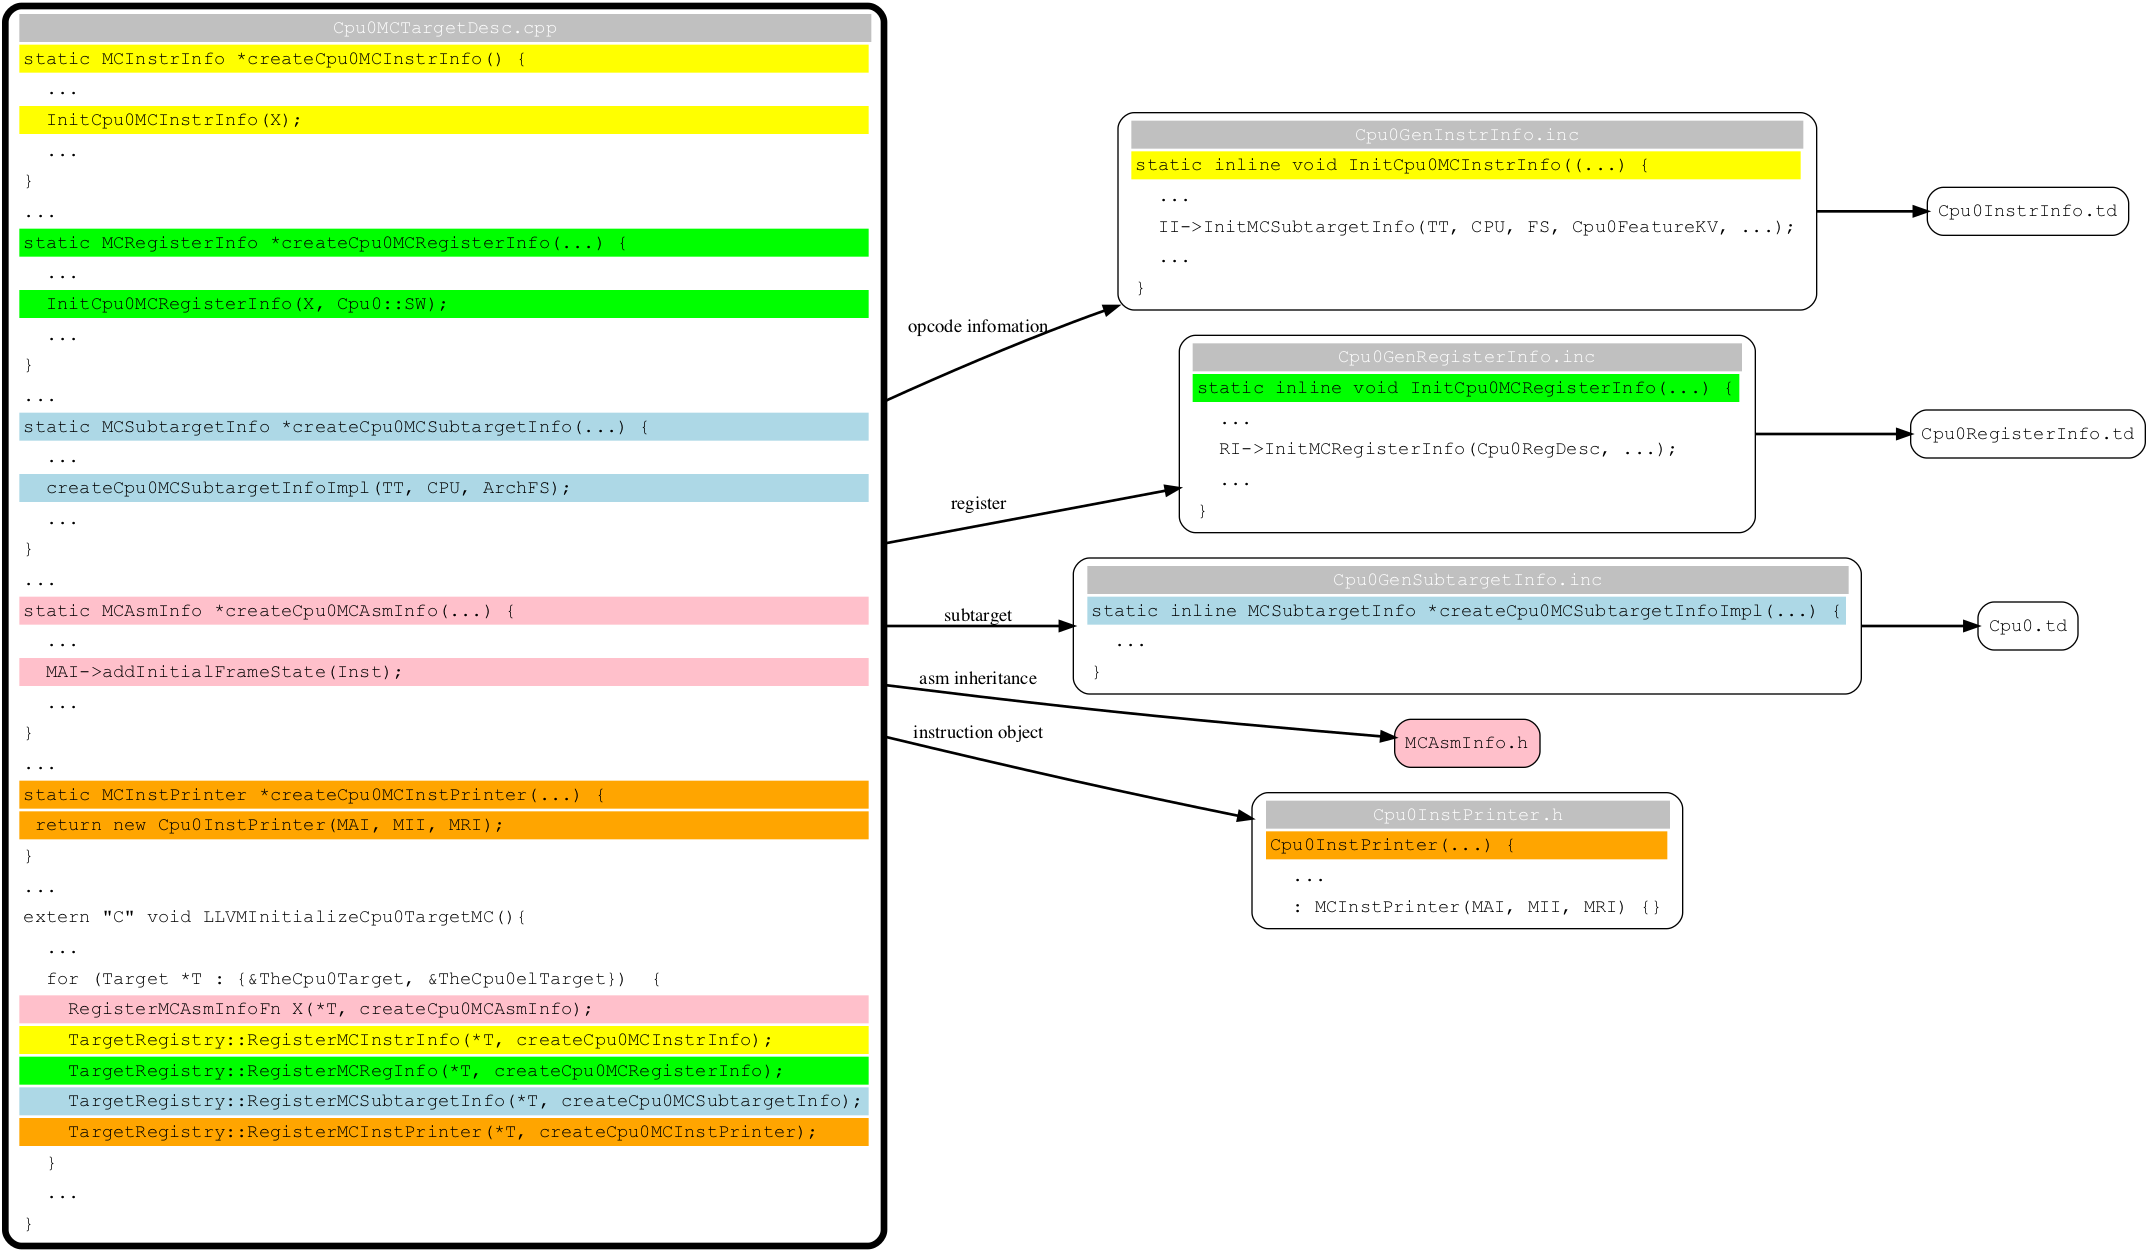 Cpu0MCTargetDesc.cpp
static MCInstrInfo *createCpu0MCInstrInfo() {
...
InitCpu0MCInstrInfo(X);
...
}
...
static MCRegisterInfo *createCpu0MCRegisterInfo(...) {
...
InitCpu0MCRegisterInfo(X, Cpu0::SW);
...
}
...
static MCSubtargetInfo *createCpu0MCSubtargetInfo(...) {
...
createCpu0MCSubtargetInfoImpl(TT, CPU, ArchFS);
...
}
...
static MCAsmInfo *createCpu0MCAsmInfo(...) {
...
MAI->addInitialFrameState(Inst);
...
}
...
static MCInstPrinter *createCpu0MCInstPrinter(...) {
return new Cpu0InstPrinter(MAI, MII, MRI);
}
...
extern "C" void LLVMInitializeCpu0TargetMC(){
...
for (Target *T : {&TheCpu0Target, &TheCpu0elTarget})  {
RegisterMCAsmInfoFn X(*T, createCpu0MCAsmInfo);
TargetRegistry::RegisterMCInstrInfo(*T, createCpu0MCInstrInfo);
TargetRegistry::RegisterMCRegInfo(*T, createCpu0MCRegisterInfo);
TargetRegistry::RegisterMCSubtargetInfo(*T, createCpu0MCSubtargetInfo);
TargetRegistry::RegisterMCInstPrinter(*T, createCpu0MCInstPrinter);
}
...
}
opcode infomation
register
subtarget
asm inheritance
instruction object
Cpu0GenInstrInfo.inc
static inline void InitCpu0MCInstrInfo((...) {
...
II->InitMCSubtargetInfo(TT, CPU, FS, Cpu0FeatureKV, ...);
...
}
Cpu0InstrInfo.td
Cpu0GenRegisterInfo.inc
static inline void InitCpu0MCRegisterInfo(...) {
...
RI->InitMCRegisterInfo(Cpu0RegDesc, ...);
...
}
Cpu0RegisterInfo.td
Cpu0GenSubtargetInfo.inc
static inline MCSubtargetInfo *createCpu0MCSubtargetInfoImpl(...) {
...
}
Cpu0.td
MCAsmInfo.h
Cpu0InstPrinter.h
Cpu0InstPrinter(...) {
...
: MCInstPrinter(MAI, MII, MRI) {}